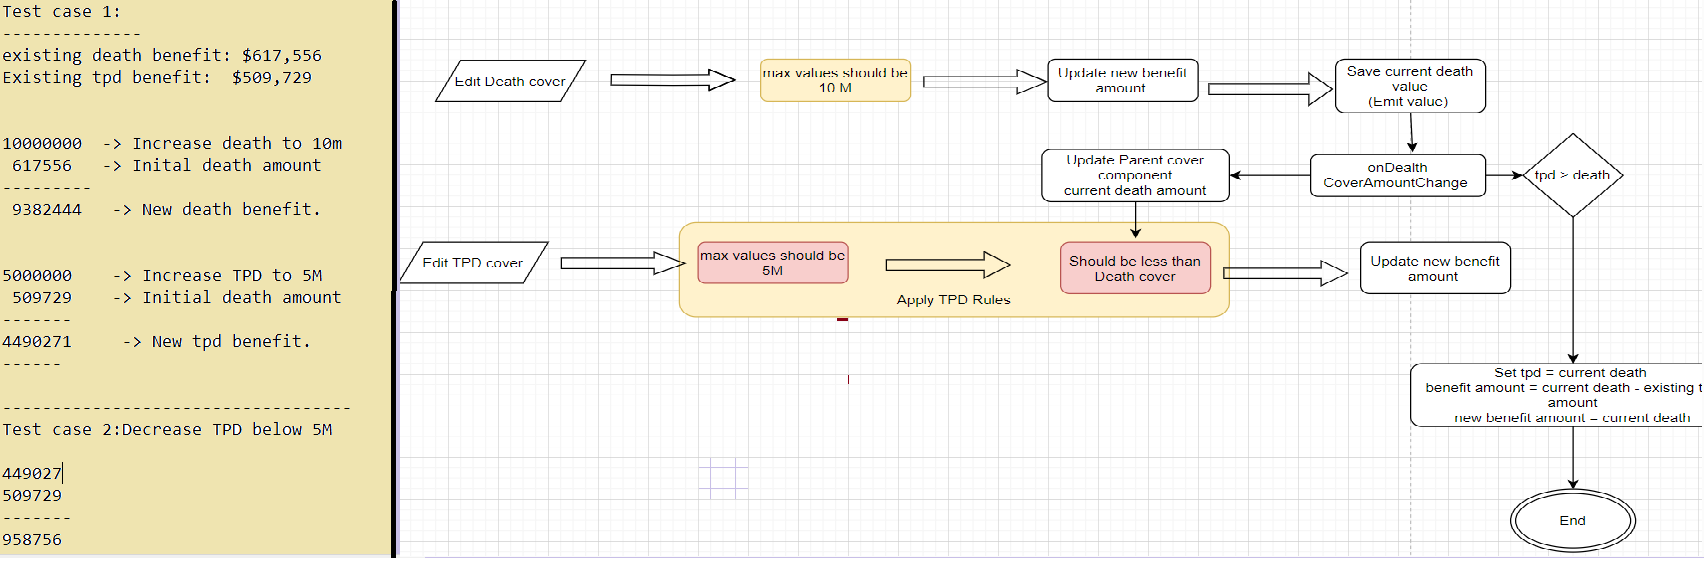 Test case 1:
--------------
existing death benefit: $617,556
Existing tpd benefit:  $509,729
10000000  -> Increase death to 10m
617556   -> Inital death amount
---------
9382444   -> New death benefit.
5000000    -> Increase TPD to 5M
509729    -> Initial death amount
-------
4490271     -> New tpd benefit.
------
-----------------------------------
Test case 2:Decrease TPD below 5M
449027
509729
-------
958756
Edit Death cover
max values should be
10 M
Update new benefit
amount
Save current death
value
(Emit value)
Update Parent cover
component
current death amount
onDealth
CoverAmountChange
tpd > death
Edit TPD cover
max values should be
5M
Apply TPD Rules
Should be less than
Death cover
Update new benefit
amount
Set tpd = current death
benefit amount = current death - existing t
amount
new benefit amount = current death
End